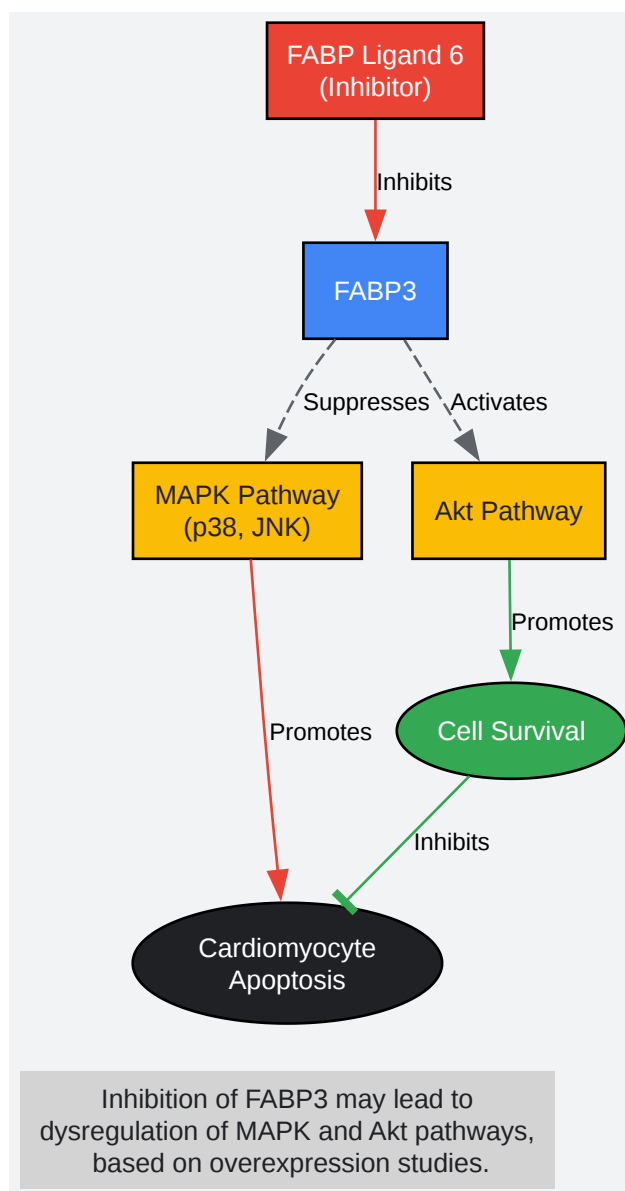 FABP Ligand 6
(Inhibitor)
Inhibits
FABP3
Suppresses
Activates
MAPK Pathway
(p38, JNK)
Akt Pathway
Promotes
Cell Survival
Promotes
Inhibits
Cardiomyocyte
Apoptosis
Inhibition of FABP3 may lead to
dysregulation of MAPK and Akt pathways,
based on overexpression studies.